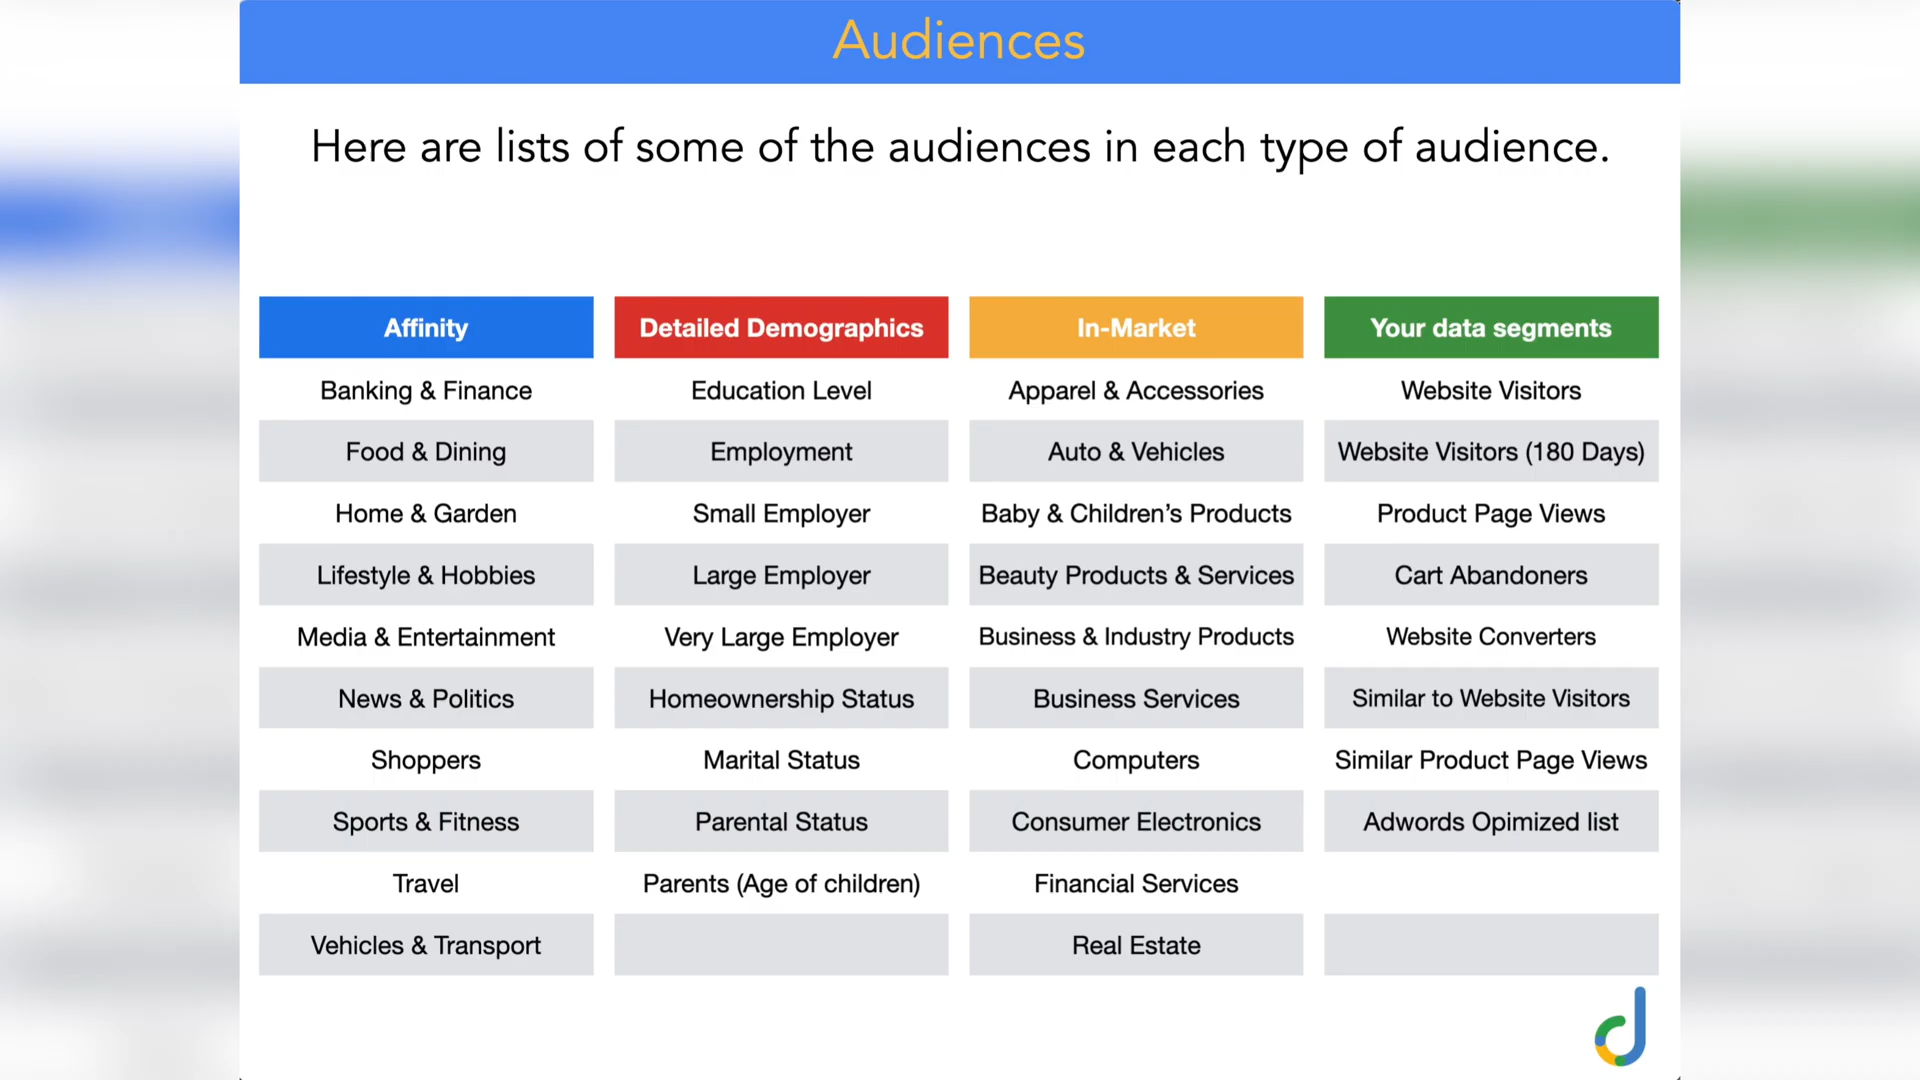 Audiences
Here are lists of some of the audiences in each type of audience.
Affinity
Banking & Finance
Food & Dining
Home & Garden
Lifestyle & Hobbies
Media & Entertainment
News & Politics
Shoppers
Sports & Fitness
Travel
Vehicles & Transport
Detailed Demographics
Education Level
Employment
Small Employer
Large Employer
Very Large Employer
Homeownership Status
Marital Status
Parental Status
Parents (Age of children)
In-Market
Apparel & Accessories
Auto & Vehicles
Baby & Children’s Products
Beauty Products & Services
Business & Industry Products
Business Services
Computers
Consumer Electronics
Financial Services
Real Estate
Your data segments
Website Visitors
Website Visitors (180 Days)
Product Page Views
Cart Abandoners
Website Converters
Similar to Website Visitors
Similar Product Page Views
Adwords Opimized list